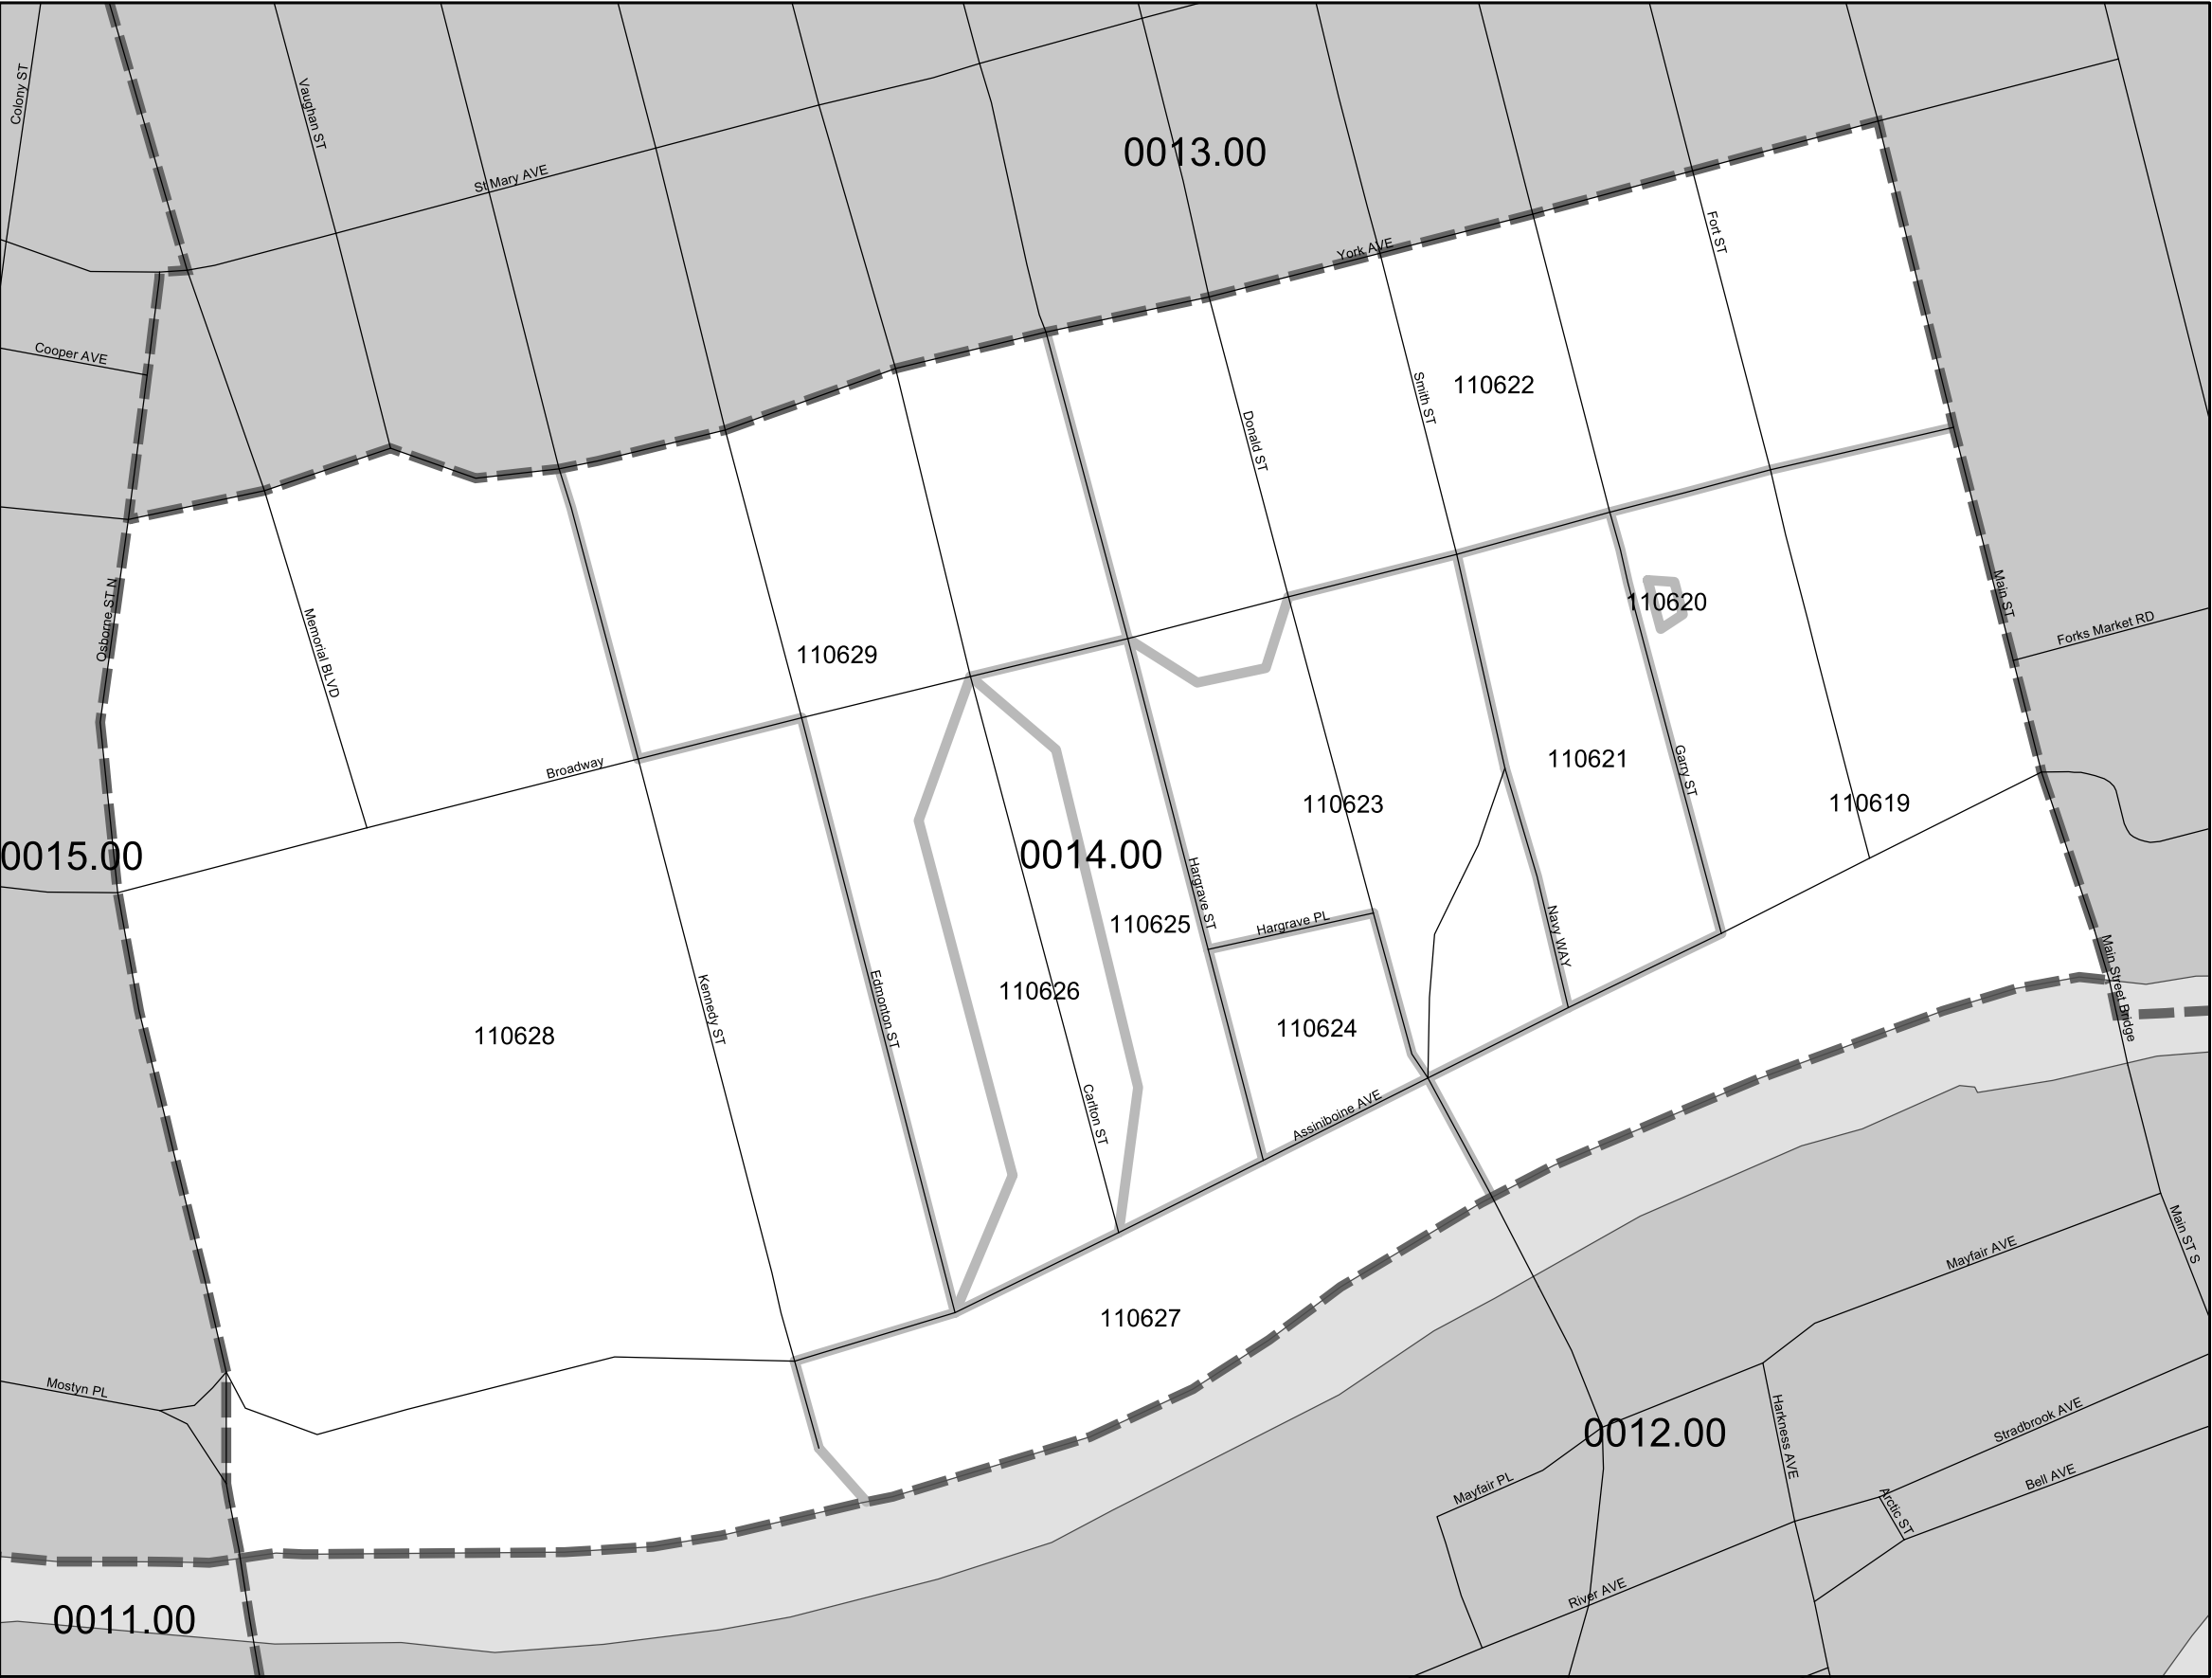 Colony ST
Vaughan ST
St Mary AVE
0013.00
York AVE
Fort ST
Cooper AVE
110622
Smith ST
Donald ST
Osborne ST N
Memorial BLVD
110629
110620
Main ST
Forks Market RD
Broadway
110621
Garry ST
110619
110623
0015.00
0014.00
Hargrave ST
110625
Hargrave PL
Navy WAY
Main Street Bridge
110628
Kennedy ST
Edmonton ST
110626
110624
Carlton ST
Assiniboine AVE
Mayfair AVE
Main ST S
110627
Mostyn PL
0012.00
Harkness AVE
Stradbrook AVE
Mayfair PL
Bell AVE
Arctic ST
River AVE
0011.00